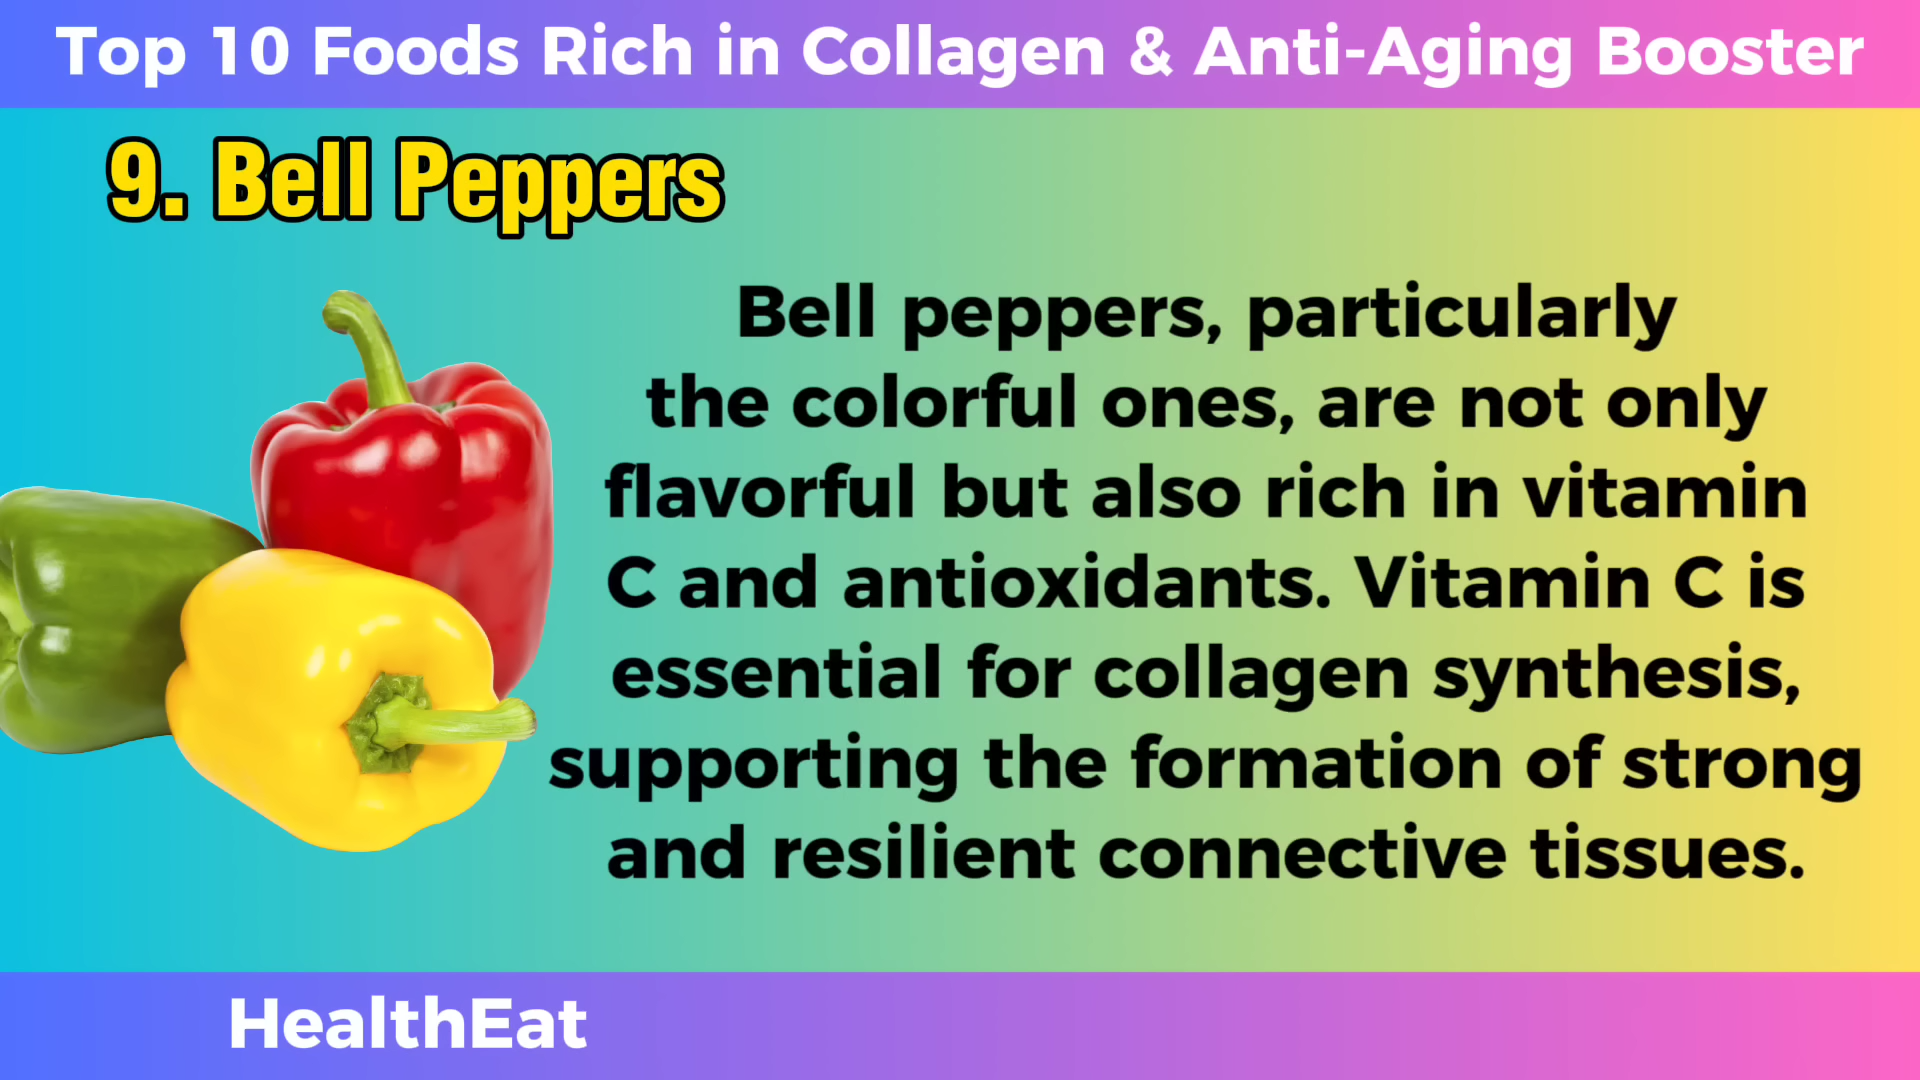 Top 10 Foods Rich in Collagen & Anti-Aging Booster
9. Bell Peppers
Bell peppers, particularly
the colorful ones, are not only
flavorful but also rich in vitamin
C and antioxidants. Vitamin C is
essential for collagen synthesis,
supporting the formation of strong
and resilient connective tissues.
HealthEat